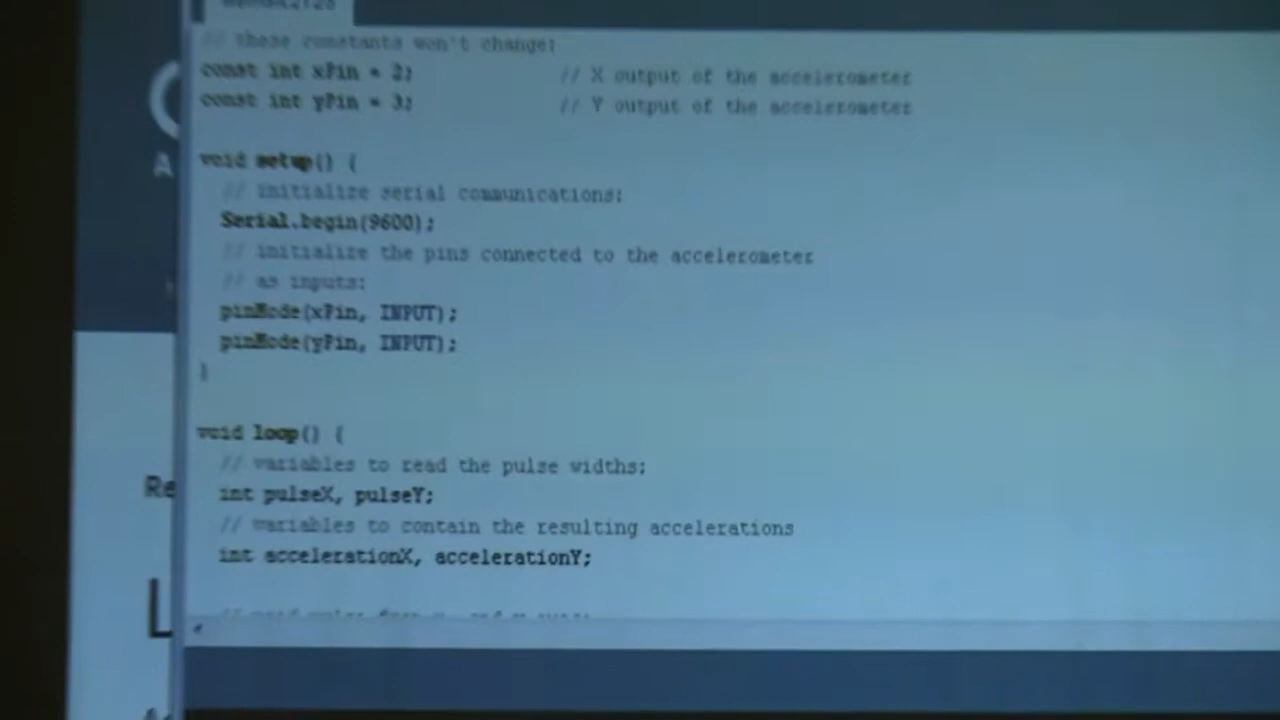 // these constants won't change:
const int xPin = 2; // X output of the accelerometer
const int yPin = 3; // Y output of the accelerometer
void setup() {
// initialize serial communications:
Serial.begin(9600);
// initialize the pins connected to the accelerometer
// as inputs:
pinMode(xPin, INPUT);
pinMode(yPin, INPUT);
}
void loop() {
// variables to read the pulse widths:
int pulseX, pulseY;
// variables to contain the resulting accelerations
int accelerationX, accelerationY;
A
Re
L